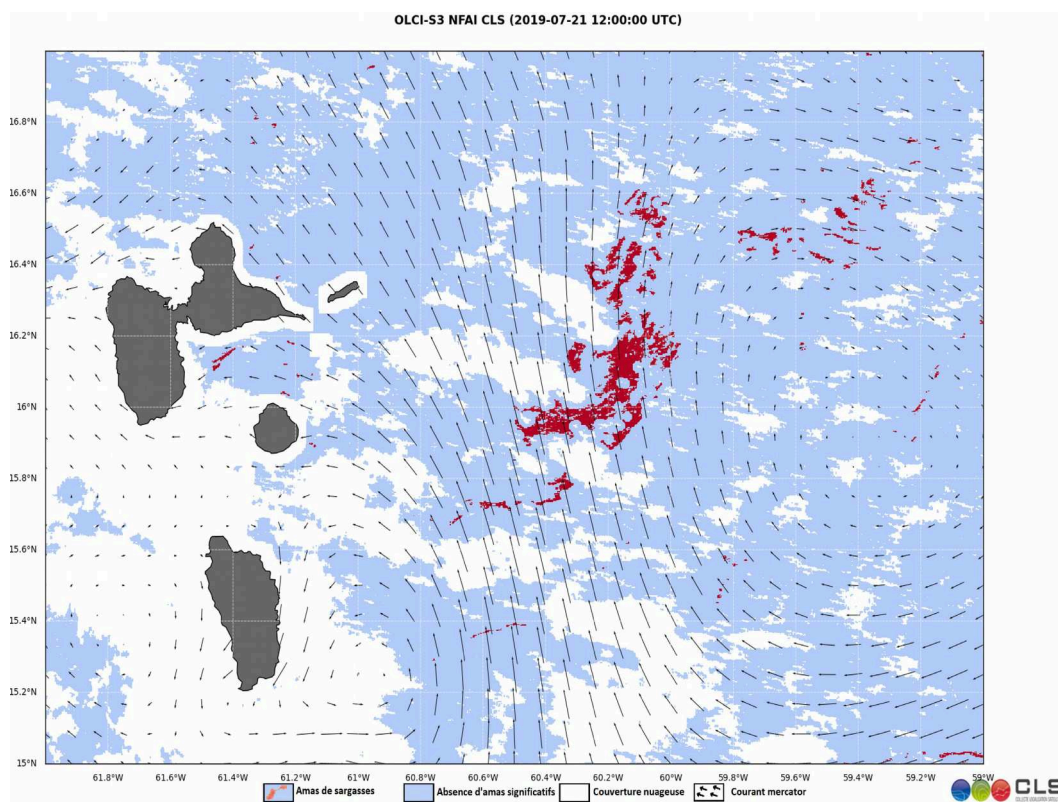 OLCI-S3 NFAI CLS (2019-07-21 12:00:00 UTC)
16.8°N
16.6°N
16.4°N
16.2°N
16°N
15.8°N
15.6°N
15.4°N
15.2°N
15°N
61.8°W 61.6°W 61.4°W 61.2°W 61°W 60.8°W 60.6°W 60.4°W 60.2°W 60°W 59.8°W 59.6°W 59.4°W 59.2°W 59°W
Amas de sargasses Absence d'amas significatifs Couverture nuageuse Courant mercator
CLS